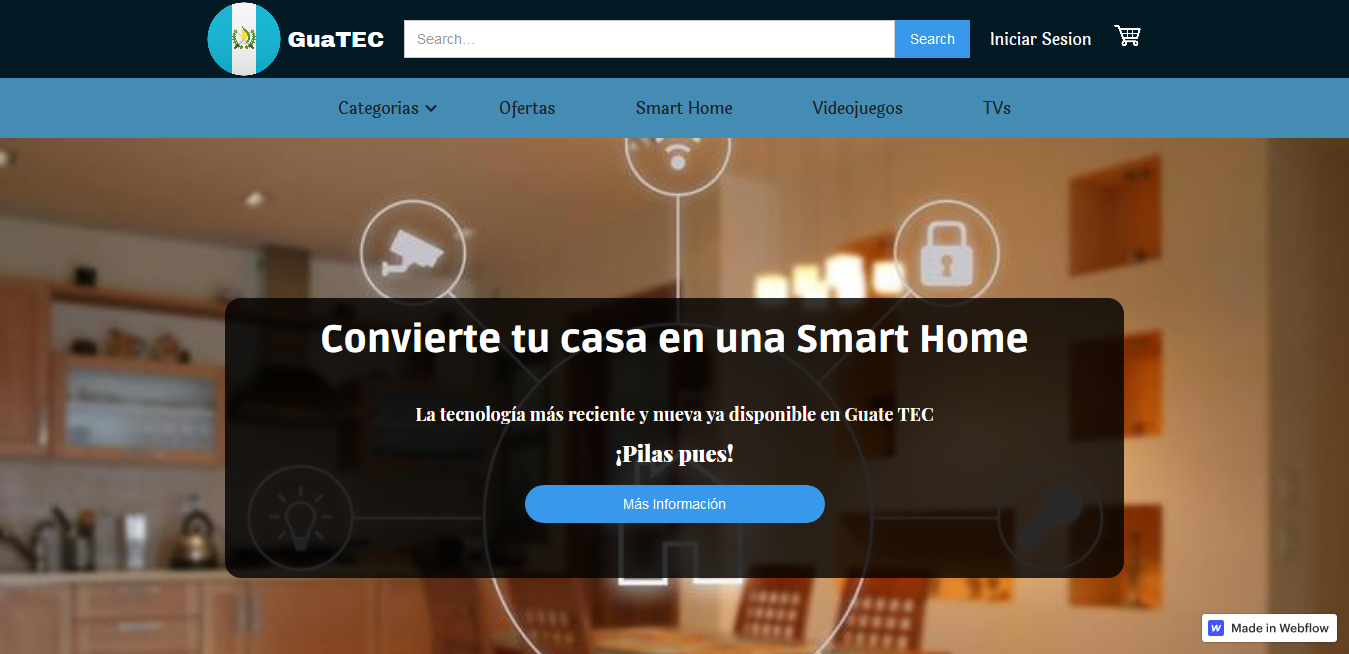 GuaTEC
Search...
Search
Iniciar Sesion
Categorias
Ofertas
Smart Home
Videojuegos
TVs
Convierte tu casa en una Smart Home
La tecnología más reciente y nueva ya disponible en Guate TEC
¡Pilas pues!
Más Información
Made in Webflow